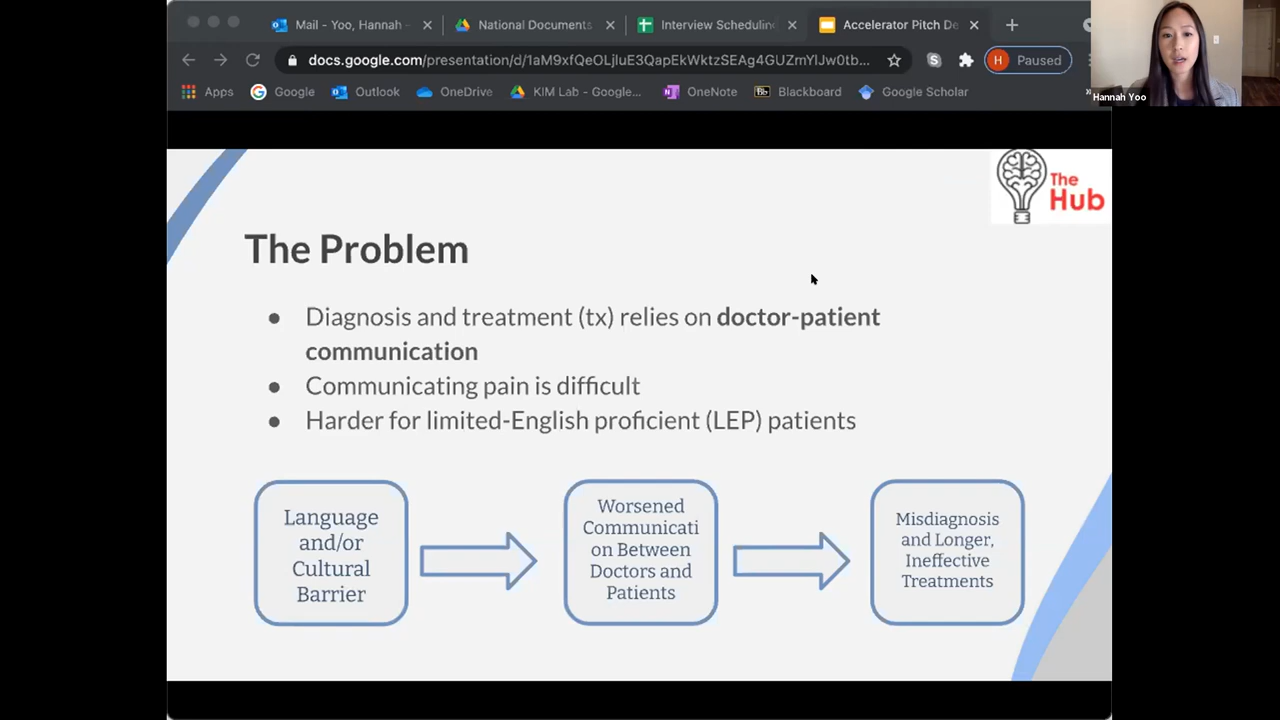 Mail - Yoo, Hannah -
National Documents
Interview Scheduling
Accelerator Pitch De
docs.google.com/presentation/d/1aM9xfQeOLjluE3QapEkWktzSEAg4GUZmYlJw0tb...
H Paused
Apps
Google
Outlook
OneDrive
KIM Lab - Google...
OneNote
Blackboard
Google Scholar
»
Hannah Yoo
The
Hub
The Problem
● Diagnosis and treatment (tx) relies on doctor-patient
communication
● Communicating pain is difficult
● Harder for limited-English proficient (LEP) patients
Language
and/or
Cultural
Barrier
Worsened
Communicati
on Between
Doctors and
Patients
Misdiagnosis
and Longer,
Ineffective
Treatments